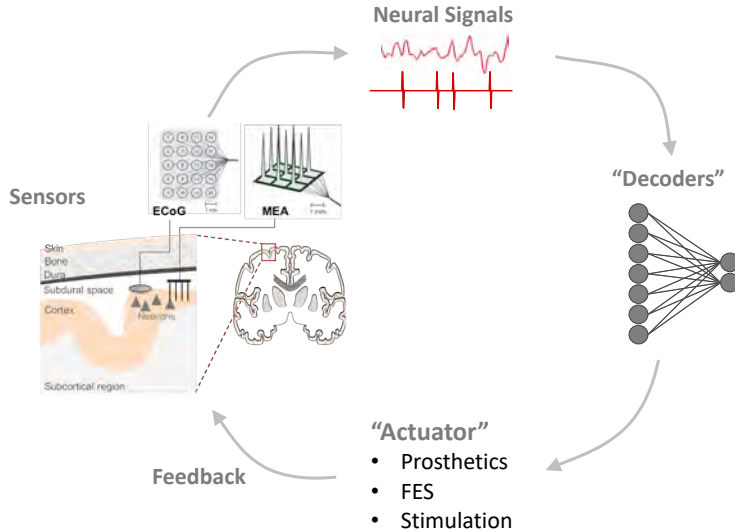 Neural Signals
Sensors
ECoG
MEA
"Decoders"
Skin
Bone
Dura
Subdural space
Neurons
Cortex
Subcortical region
"Actuator"
• Prosthetics
• FES
• Stimulation
Feedback